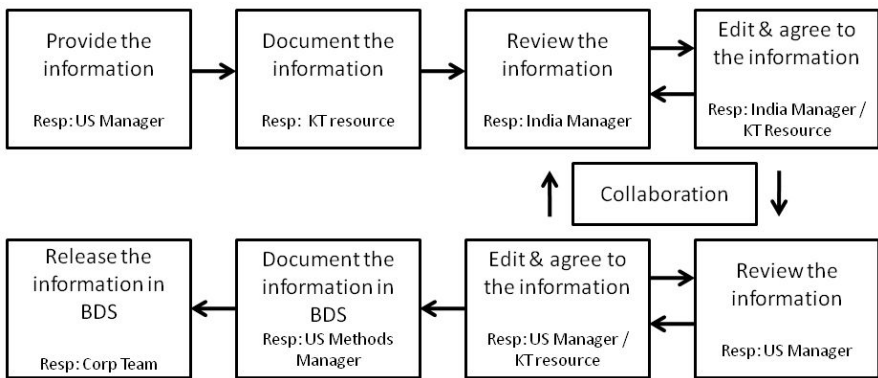 Provide the
information
Resp: US Manager
Document the
information
Resp: KT resource
Review the
information
Resp: India Manager
Edit & agree to
the information
Resp: India Manager /
KT Resource
Collaboration
Release the
information in
BDS
Resp: Corp Team
Document the
information in
BDS
Resp: US Methods
Manager
Edit & agree to
the information
Resp: US Manager /
KT resource
Review the
information
Resp: US Manager